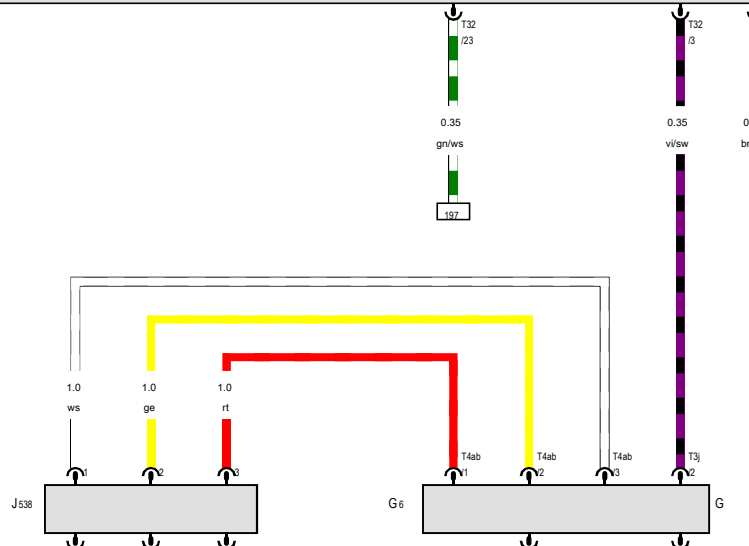 T32
T32
/23
/3
0.35
0.35
gn/ws
vi/sw
197
1.0
1.0
1.0
ws
ge
rt
T4ab
T4ab
T4ab
T3j
1
2
3
/1
/2
/3
/2
J538
G6
G